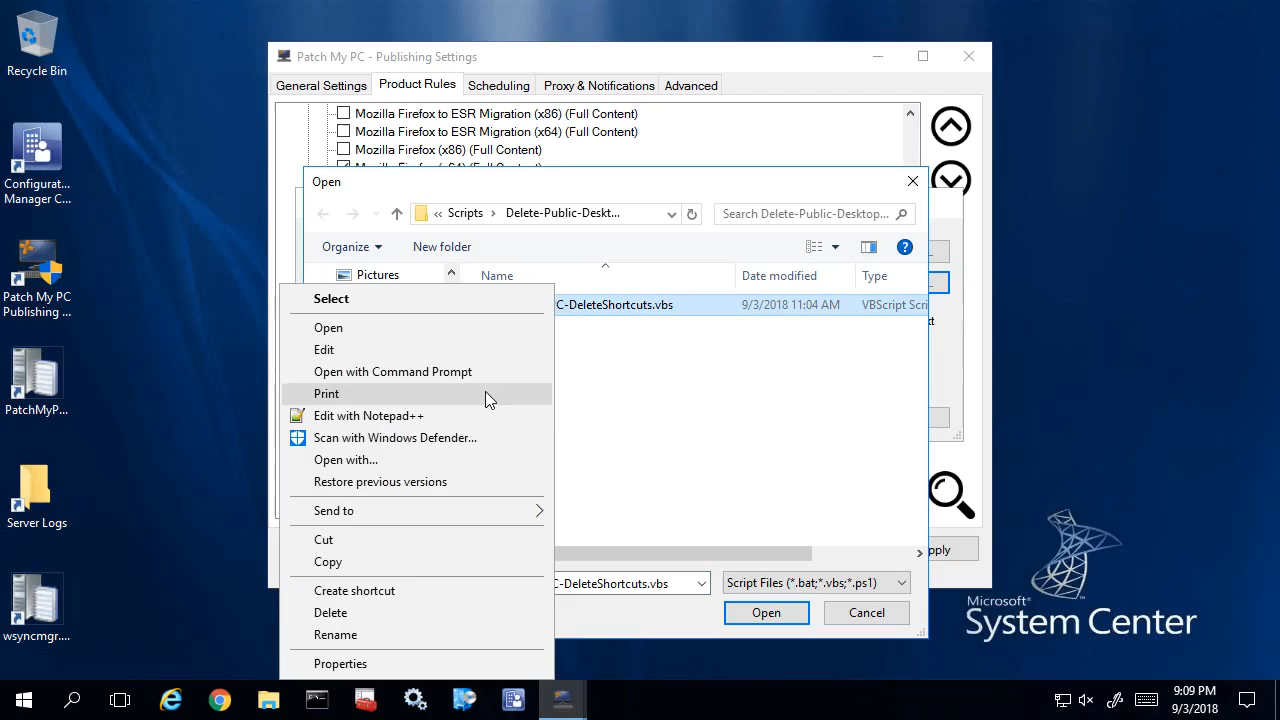 Recycle Bin
Configurat...
Manager C...
Patch My PC
Publishing ...
PatchMyP...
Server Logs
wsyncmgr....
Patch My PC - Publishing Settings
General Settings
Product Rules
Scheduling
Proxy & Notifications
Advanced
Mozilla Firefox to ESR Migration (x86) (Full Content)
Mozilla Firefox to ESR Migration (x64) (Full Content)
Mozilla Firefox (x86) (Full Content)
Open
« Scripts > Delete-Public-Deskt...
Search Delete-Public-Desktop...
Organize
New folder
Pictures
Name
Date modified
Type
C-DeleteShortcuts.vbs
9/3/2018 11:04 AM
VBScript Scri
Select
Open
Edit
Open with Command Prompt
Print
Edit with Notepad++
Scan with Windows Defender...
Open with...
Restore previous versions
Send to
Cut
Copy
Create shortcut
Delete
Rename
Properties
C-DeleteShortcuts.vbs
Script Files (*.bat;*.vbs;*.ps1)
Open
Cancel
pply
Microsoft
System Center
9:09 PM
9/3/2018